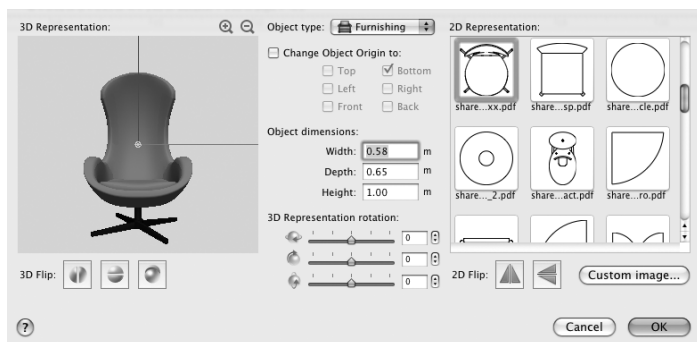 3D Representation:
Object type: Furnishing
2D Representation:
Change Object Origin to:
Top Bottom
Left Right
Front Back
share...xx.pdf share...sp.pdf share...cle.pdf
Object dimensions:
Width: 0.58 m
Depth: 0.65 m
Height: 1.00 m
share..._2.pdf share...act.pdf share...ro.pdf
3D Representation rotation:
0
0
0
3D Flip:
2D Flip:
Custom image...
?
Cancel OK